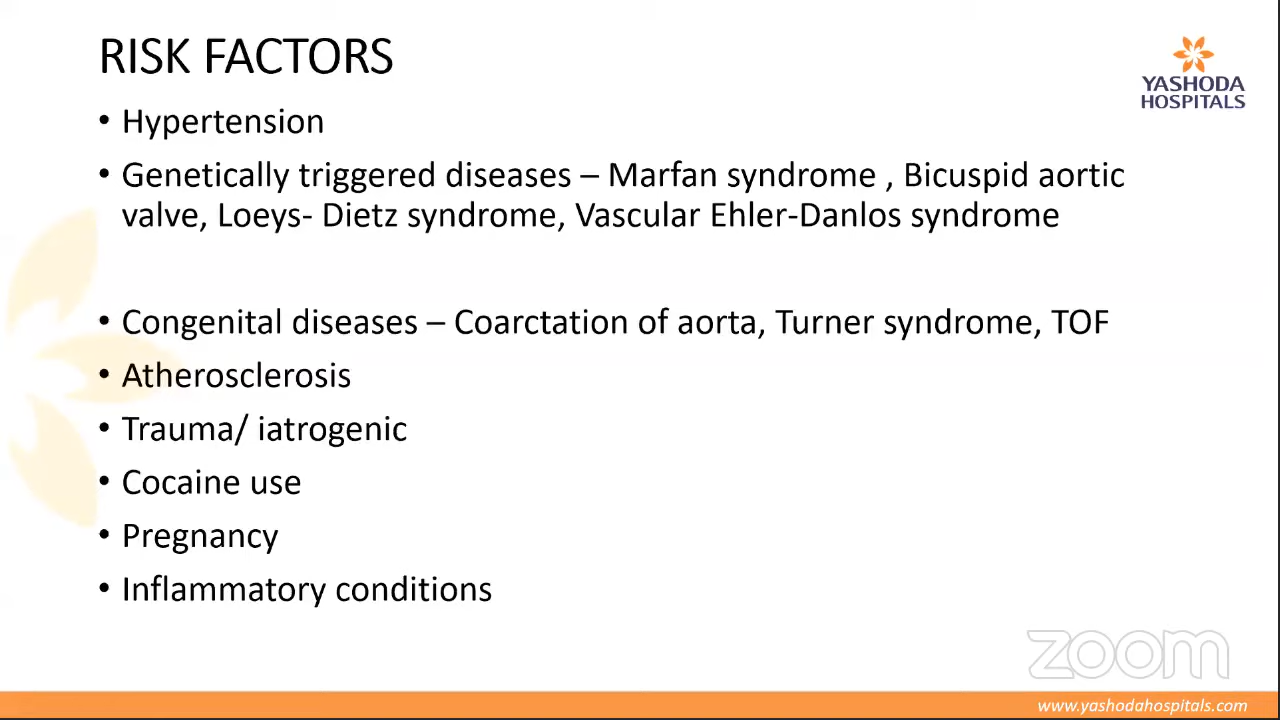 RISK FACTORS
YASHODA
HOSPITALS
• Hypertension
• Genetically triggered diseases – Marfan syndrome , Bicuspid aortic
valve, Loeys- Dietz syndrome, Vascular Ehler-Danlos syndrome
• Congenital diseases – Coarctation of aorta, Turner syndrome, TOF
• Atherosclerosis
• Trauma/ iatrogenic
• Cocaine use
• Pregnancy
• Inflammatory conditions
zoom
www.yashodahospitals.com